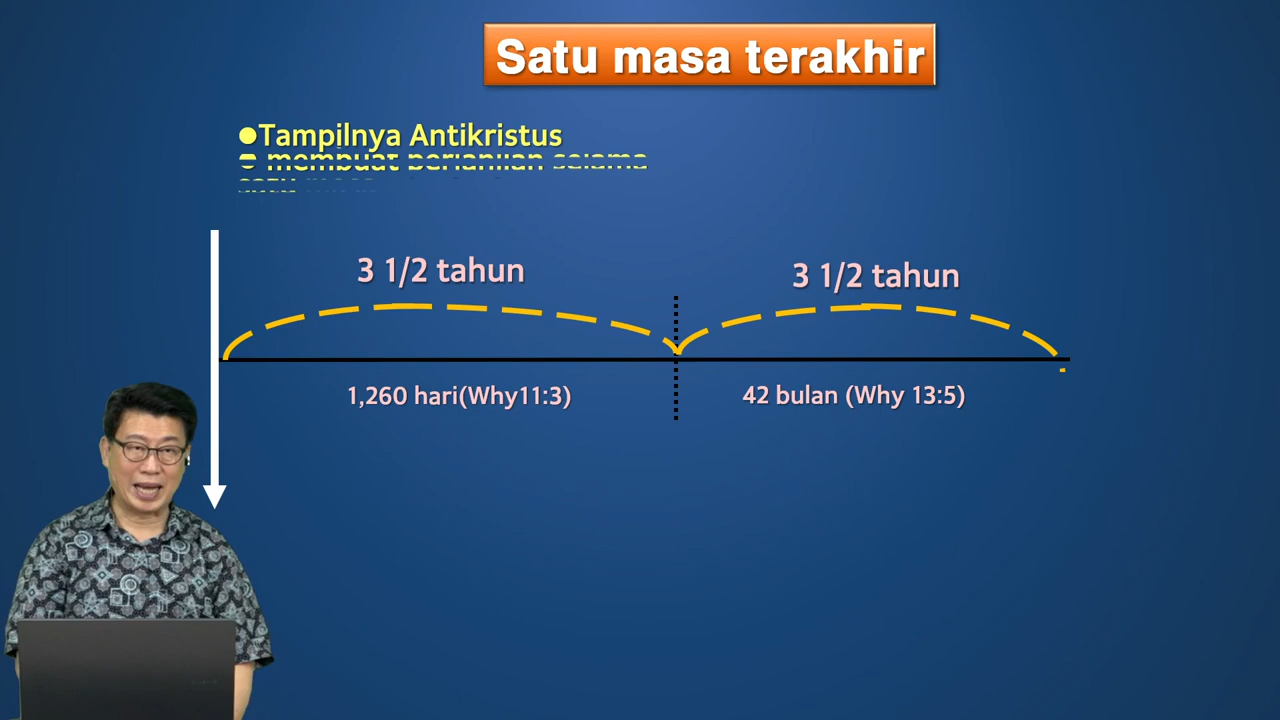 Satu masa terakhir
●Tampilnya Antikristus
● membuat perjanjian selama
satu
3 1/2 tahun
3 1/2 tahun
1,260 hari(Why11:3)
42 bulan (Why 13:5)